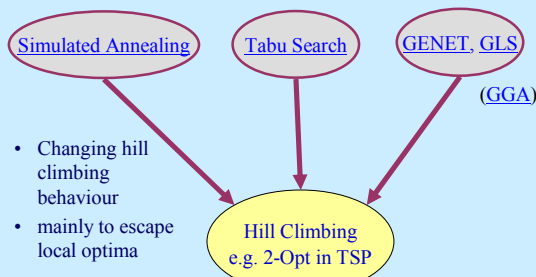 Simulated Annealing
Tabu Search
GENET, GLS
(GGA)
• Changing hill
climbing
behaviour
• mainly to escape
local optima
Hill Climbing
e.g. 2-Opt in TSP